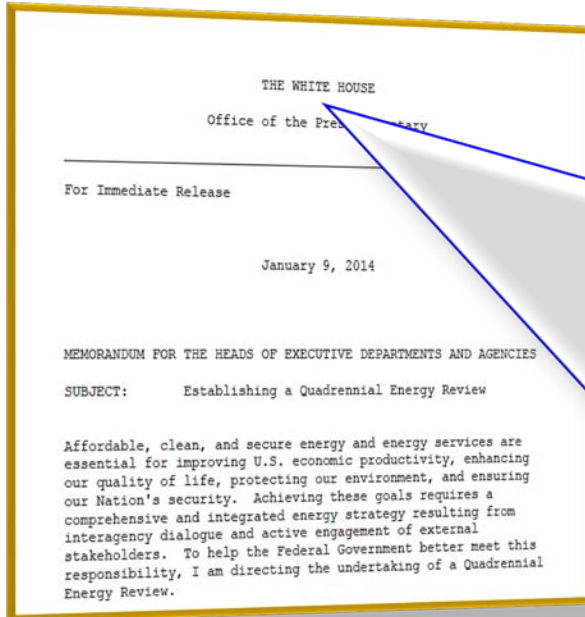 THE WHITE HOUSE
Office of the Pres tary
For Immediate Release
January 9, 2014
MEMORANDUM FOR THE HEADS OF EXECUTIVE DEPARTMENTS AND AGENCIES
SUBJECT: Establishing a Quadrennial Energy Review
Affordable, clean, and secure energy and energy services are
essential for improving U.S. economic productivity, enhancing
our quality of life, protecting our environment, and ensuring
our Nation's security. Achieving these goals requires a
comprehensive and integrated energy strategy resulting from
interagency dialogue and active engagement of external
stakeholders. To help the Federal Government better meet this
responsibility, I am directing the undertaking of a Quadrennial
Energy Review.